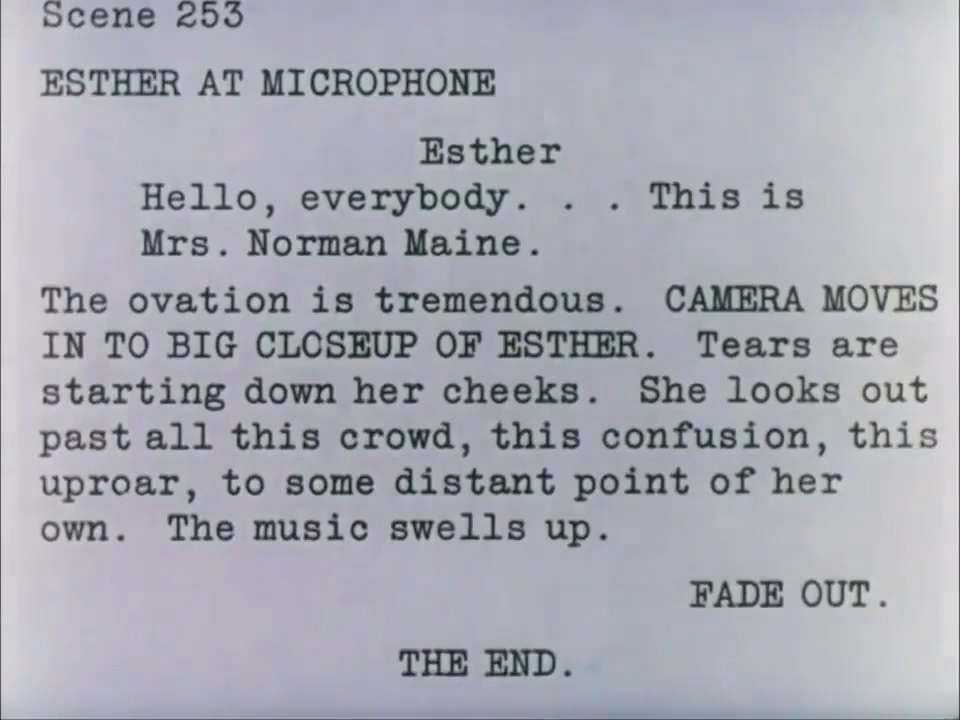 Scene 253
ESTHER AT MICROPHONE
Esther
Hello, everybody. . . This is
Mrs. Norman Maine.
The ovation is tremendous. CAMERA MOVES
IN TO BIG CLOSEUP OF ESTHER. Tears are
starting down her cheeks. She looks out
past all this crowd, this confusion, this
uproar, to some distant point of her
own. The music swells up.
FADE OUT.
THE END.